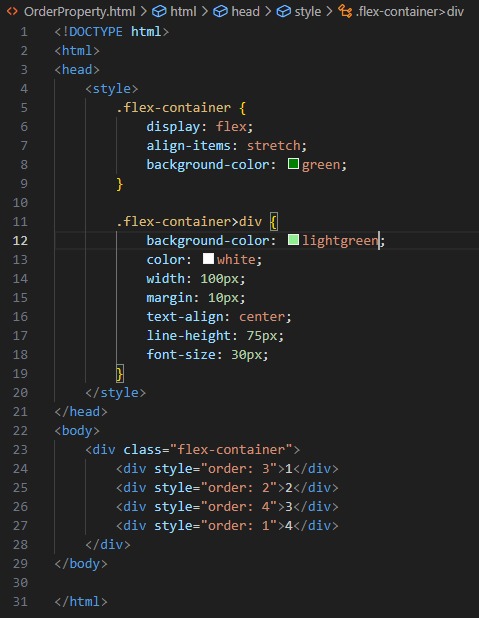 OrderProperty.html > html > head > style > .flex-container>div
1 <!DOCTYPE html>
2 <html>
3 <head>
4     <style>
5         .flex-container {
6             display: flex;
7             align-items: stretch;
8             background-color: green;
9         }
10
11         .flex-container>div {
12             background-color: lightgreen;
13             color: white;
14             width: 100px;
15             margin: 10px;
16             text-align: center;
17             line-height: 75px;
18             font-size: 30px;
19         }
20     </style>
21 </head>
22 <body>
23     <div class="flex-container">
24         <div style="order: 3">1</div>
25         <div style="order: 2">2</div>
26         <div style="order: 4">3</div>
27         <div style="order: 1">4</div>
28     </div>
29 </body>
30
31 </html>